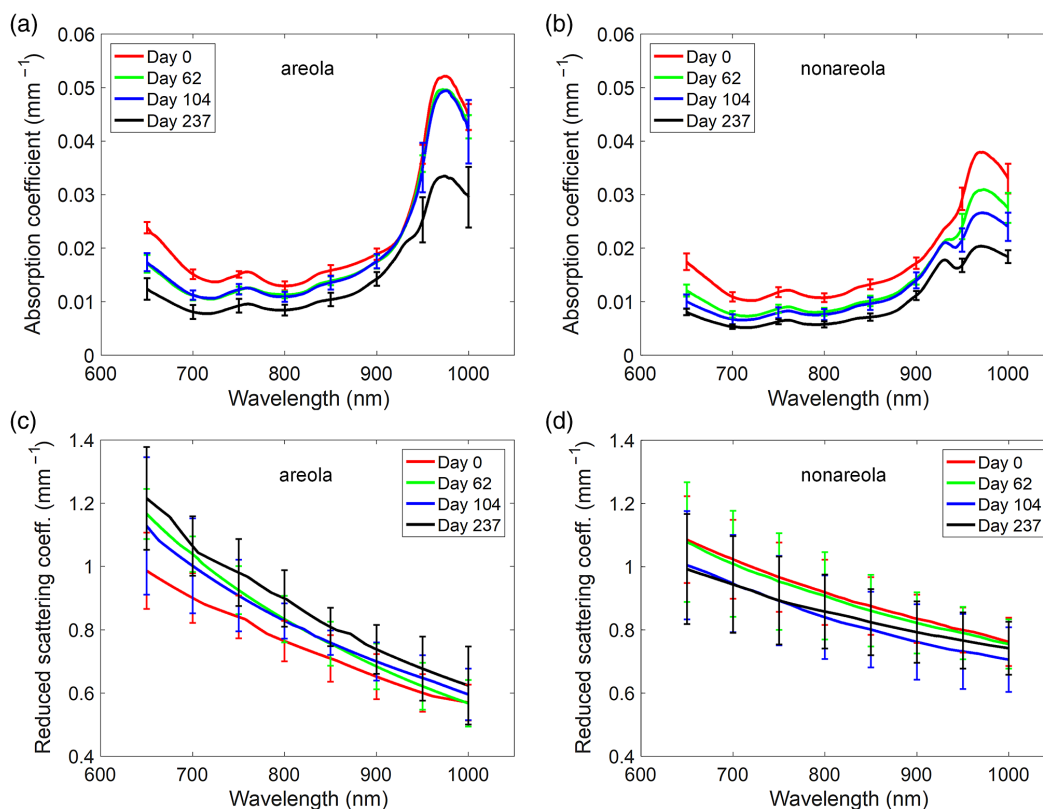 (a)
0.06
0.05
0.04
0.03
0.02
0.01
0
Absorption coefficient (mm⁻¹)
Day 0
Day 62
Day 104
Day 237
areola
600 700 800 900 1000
Wavelength (nm)
(b)
0.06
0.05
0.04
0.03
0.02
0.01
0
Absorption coefficient (mm⁻¹)
nonareola
Day 0
Day 62
Day 104
Day 237
600 700 800 900 1000
Wavelength (nm)
(c)
1.4
1.2
1
0.8
0.6
0.4
Reduced scattering coeff. (mm⁻¹)
areola
Day 0
Day 62
Day 104
Day 237
600 700 800 900 1000
Wavelength (nm)
(d)
1.4
1.2
1
0.8
0.6
0.4
Reduced scattering coeff. (mm⁻¹)
nonareola
Day 0
Day 62
Day 104
Day 237
600 700 800 900 1000
Wavelength (nm)